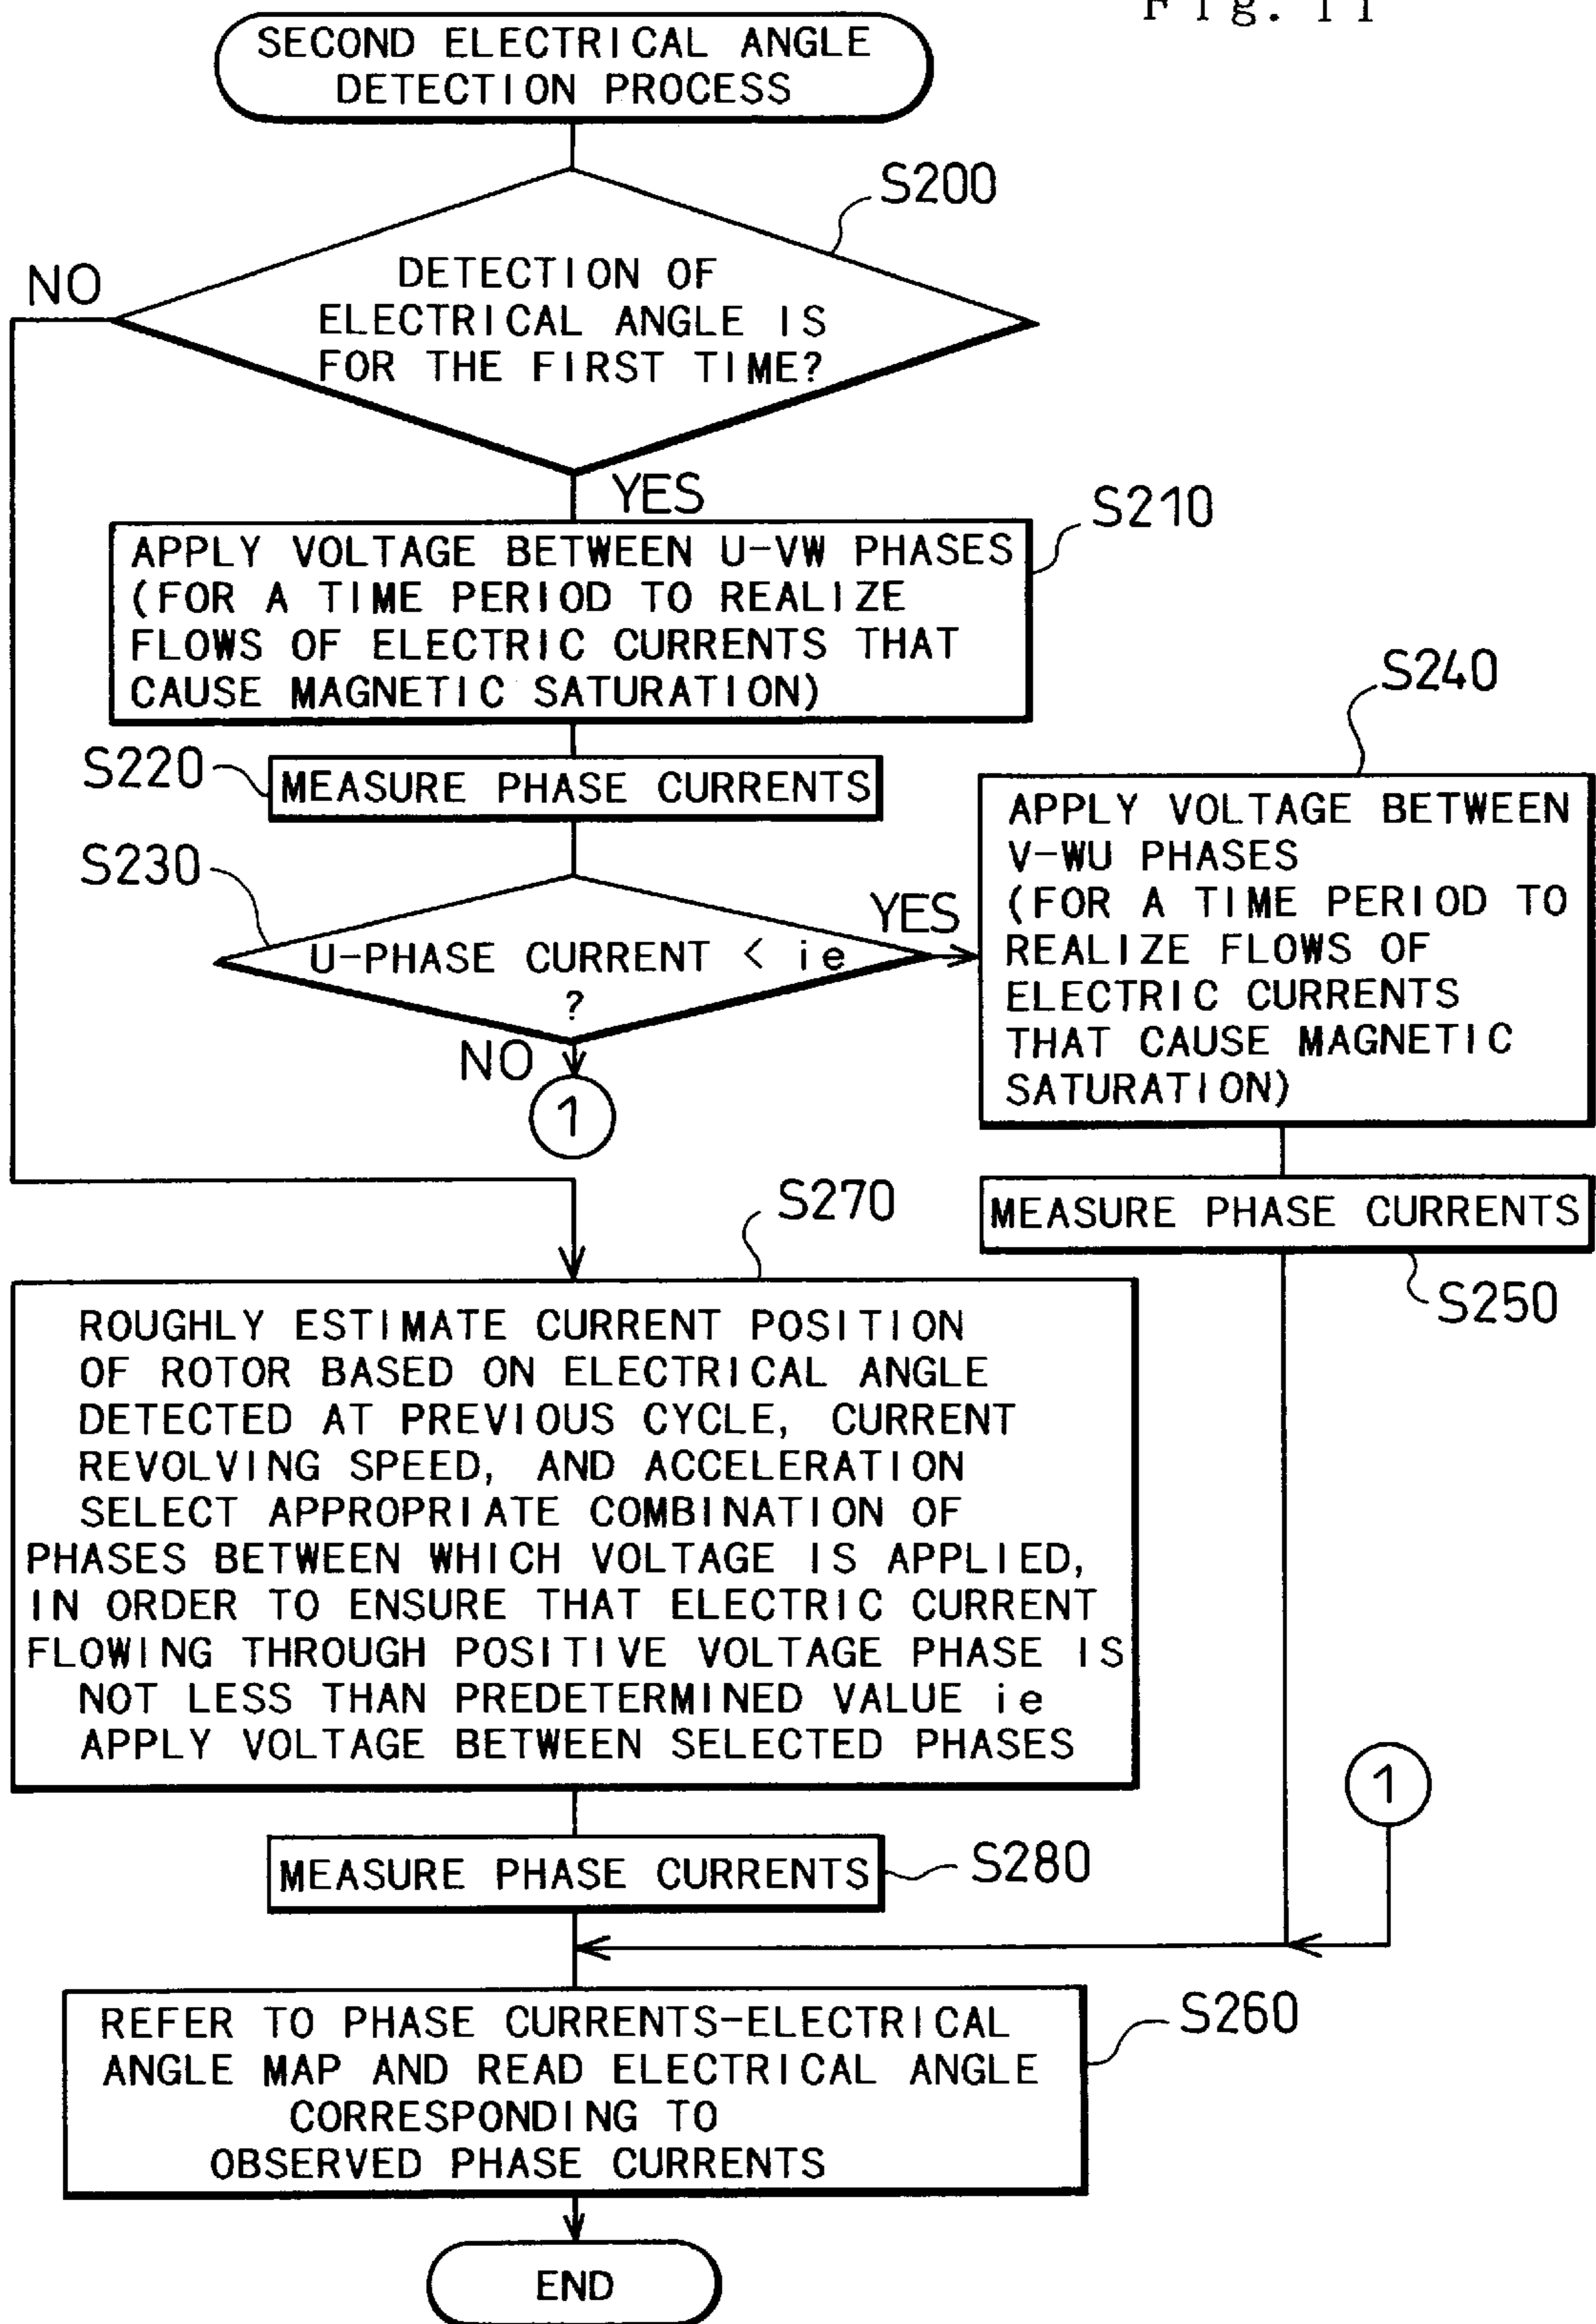 Fig. 11
SECOND ELECTRICAL ANGLE
DETECTION PROCESS
S200
NO
DETECTION OF
ELECTRICAL ANGLE IS
FOR THE FIRST TIME?
YES
S210
APPLY VOLTAGE BETWEEN U-VW PHASES
(FOR A TIME PERIOD TO REALIZE
FLOWS OF ELECTRIC CURRENTS THAT
CAUSE MAGNETIC SATURATION)
S220
MEASURE PHASE CURRENTS
S230
U-PHASE CURRENT < ie
?
YES
NO
1
S240
APPLY VOLTAGE BETWEEN
V-WU PHASES
(FOR A TIME PERIOD TO
REALIZE FLOWS OF
ELECTRIC CURRENTS
THAT CAUSE MAGNETIC
SATURATION)
MEASURE PHASE CURRENTS
S250
S270
ROUGHLY ESTIMATE CURRENT POSITION
OF ROTOR BASED ON ELECTRICAL ANGLE
DETECTED AT PREVIOUS CYCLE, CURRENT
REVOLVING SPEED, AND ACCELERATION
SELECT APPROPRIATE COMBINATION OF
PHASES BETWEEN WHICH VOLTAGE IS APPLIED,
IN ORDER TO ENSURE THAT ELECTRIC CURRENT
FLOWING THROUGH POSITIVE VOLTAGE PHASE IS
NOT LESS THAN PREDETERMINED VALUE ie
APPLY VOLTAGE BETWEEN SELECTED PHASES
1
MEASURE PHASE CURRENTS
S280
REFER TO PHASE CURRENTS-ELECTRICAL
ANGLE MAP AND READ ELECTRICAL ANGLE
CORRESPONDING TO
OBSERVED PHASE CURRENTS
S260
END